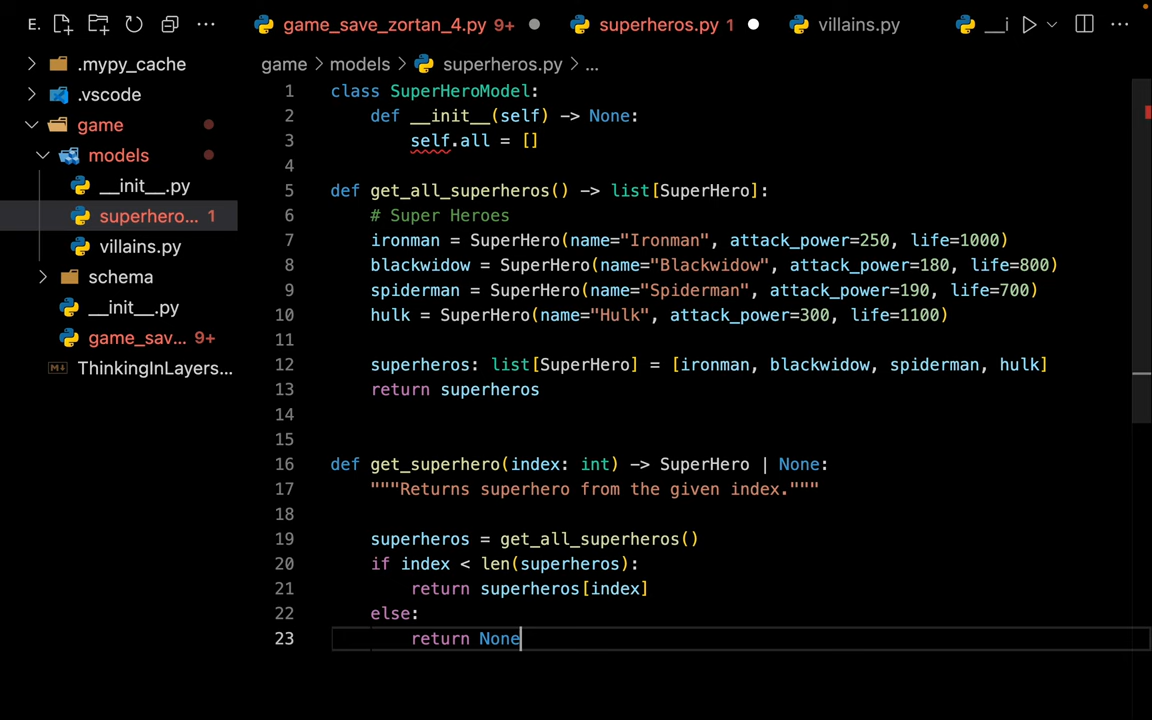 E. ...
game_save_zortan_4.py 9+
superheros.py 1
villains.py
__i
...
.mypy_cache
.vscode
game
models
__init__.py
superhero... 1
villains.py
schema
__init__.py
game_sav... 9+
ThinkingInLayers...
game > models > superheros.py > ...
1 class SuperHeroModel:
2 def __init__(self) -> None:
3 self.all = []
4
5 def get_all_superheros() -> list[SuperHero]:
6 # Super Heroes
7 ironman = SuperHero(name="Ironman", attack_power=250, life=1000)
8 blackwidow = SuperHero(name="Blackwidow", attack_power=180, life=800)
9 spiderman = SuperHero(name="Spiderman", attack_power=190, life=700)
10 hulk = SuperHero(name="Hulk", attack_power=300, life=1100)
11
12 superheros: list[SuperHero] = [ironman, blackwidow, spiderman, hulk]
13 return superheros
14
15
16 def get_superhero(index: int) -> SuperHero | None:
17 """Returns superhero from the given index."""
18
19 superheros = get_all_superheros()
20 if index < len(superheros):
21 return superheros[index]
22 else:
23 return None